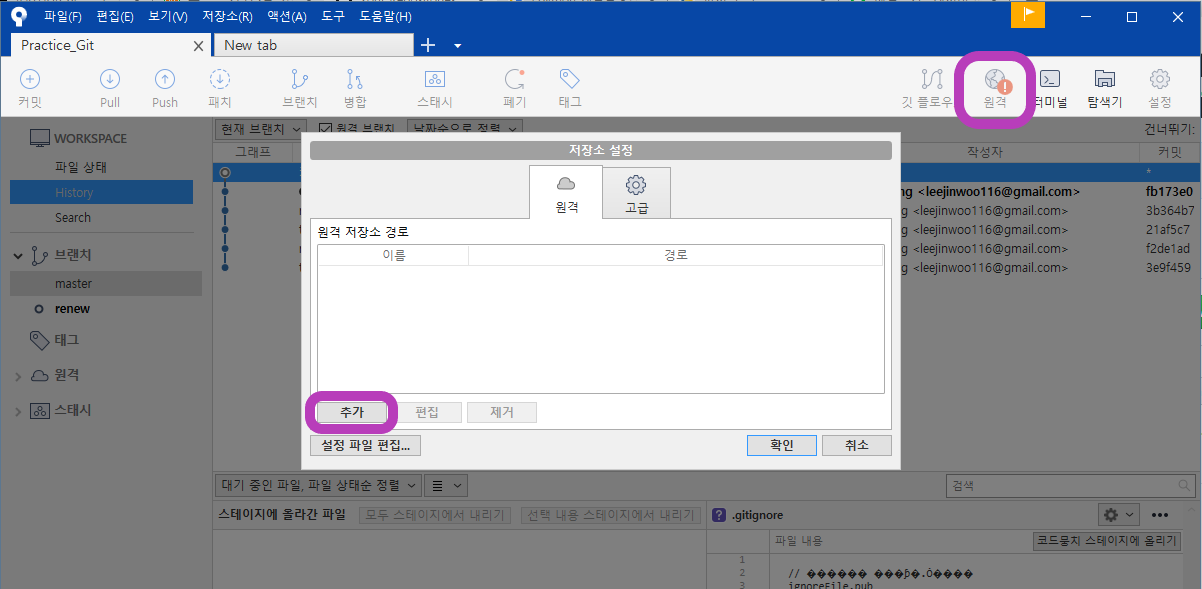 파일(F) 편집(E) 보기(V) 저장소(R) 액션(A) 도구 도움말(H)
Practice_Git New tab
커밋 Pull Push 패치 브랜치 병합 스태시 폐기 태그 깃 플로우 원격 터미널 탐색기 설정
WORKSPACE
파일 상태
History
Search
브랜치
master
renew
태그
원격
스태시
현재 브랜치 원격 브랜치 날짜순으로 정렬 건너뛰기:
그래프 작성자 커밋
*
ng <leejinwoo116@gmail.com> fb173e0
g <leejinwoo116@gmail.com> 3b364b7
g <leejinwoo116@gmail.com> 21af5c7
g <leejinwoo116@gmail.com> f2de1ad
g <leejinwoo116@gmail.com> 3e9f459
저장소 설정
원격 고급
원격 저장소 경로
이름 경로
추가 편집 제거
설정 파일 편집... 확인 취소
대기 중인 파일, 파일 상태순 정렬 검색
스테이지에 올라간 파일 모두 스테이지에서 내리기 선택 내용 스테이지에서 내리기
.gitignore
파일 내용 코드뭉치 스테이지에 올리기
1
2 // ������ ���ϸ�.Ȯ����
3 ignoreFile.pub